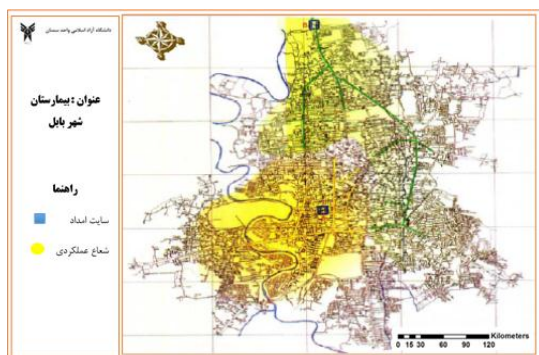 دانشگاه آزاد اسلامی واحد سمنان
عنوان : بیمارستان
شهر بابل
راهنما
سایت امداد
شعاع عملکردی
Kilometers
0 15 30 60 90 120